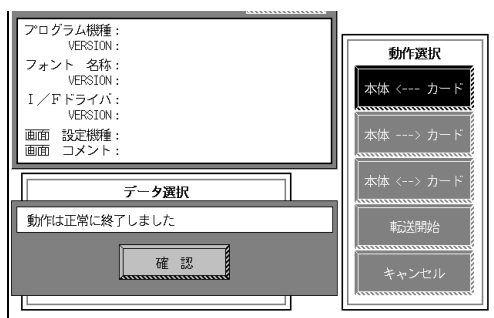 プログラム機種：
VERSION：
フォント　名称：
VERSION：
Ｉ／Ｆドライバ：
VERSION：
画面　設定機種：
画面　コメント：
データ選択
動作は正常に終了しました
確　認
動作選択
本体 <--- カード
本体 ---> カード
本体 <--> カード
転送開始
キャンセル